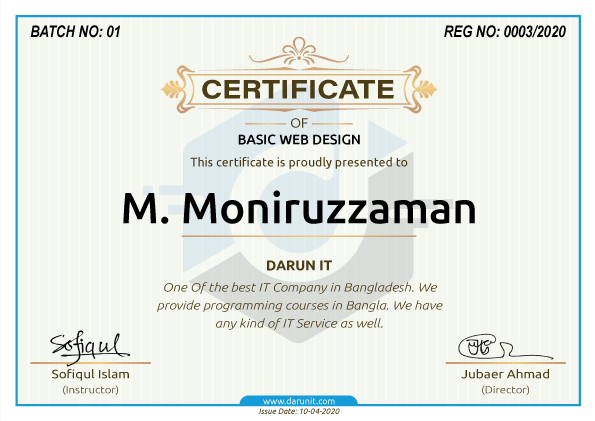 BATCH NO: 01
REG NO: 0003/2020
CERTIFICATE
OF
BASIC WEB DESIGN
This certificate is proudly presented to
M. Moniruzzaman
DARUN IT
One Of the best IT Company in Bangladesh. We
provide programming courses in Bangla. We have
any kind of IT Service as well.
Sofiqul
Sofiqul Islam
(Instructor)
Jubaer Ahmad
(Director)
www.darunit.com
Issue Date: 10-04-2020